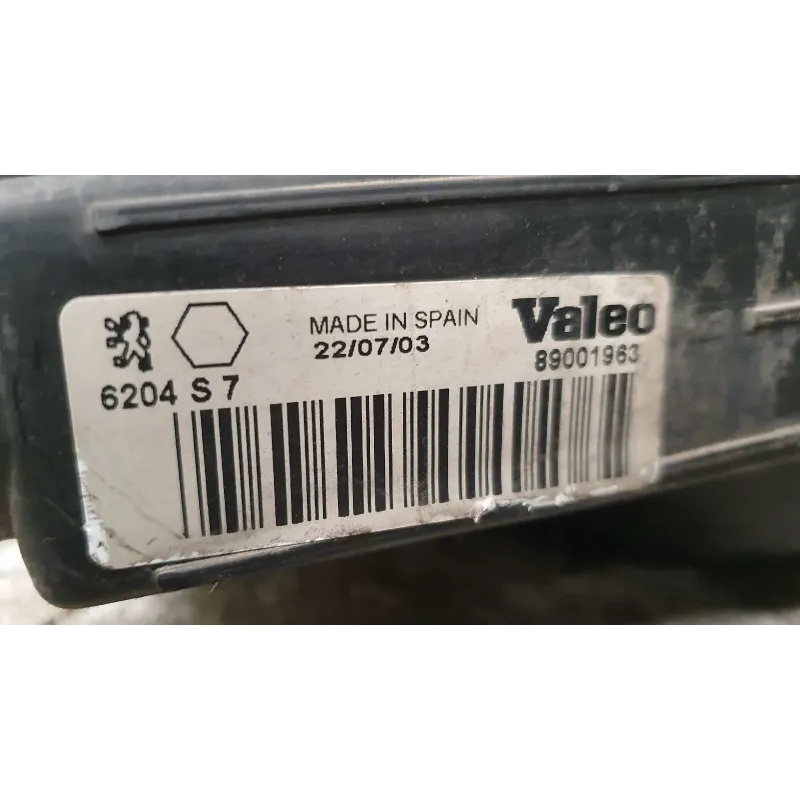 MADE IN SPAIN
22/07/03
Valeo
89001963
6204 S 7